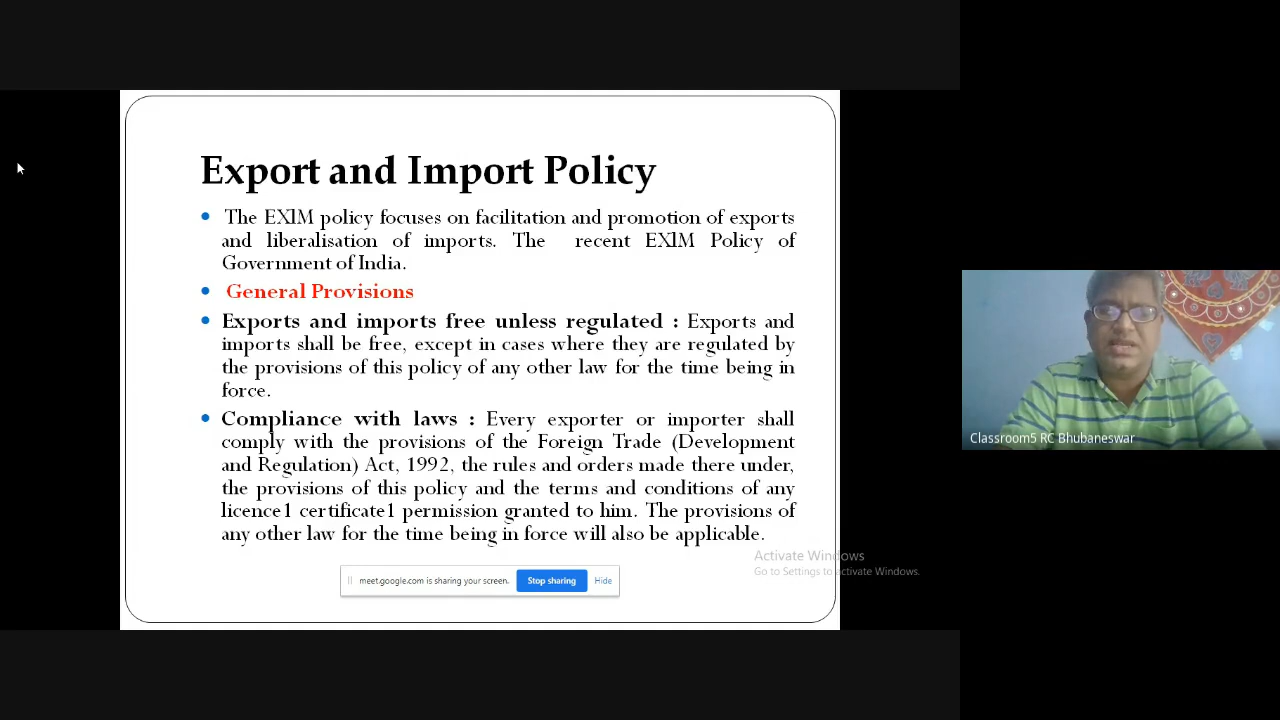 Export and Import Policy
The EXIM policy focuses on facilitation and promotion of exports
and liberalisation of imports. The recent EXIM Policy of
Government of India.
General Provisions
Exports and imports free unless regulated : Exports and
imports shall be free, except in cases where they are regulated by
the provisions of this policy of any other law for the time being in
force.
Compliance with laws : Every exporter or importer shall
comply with the provisions of the Foreign Trade (Development
and Regulation) Act, 1992, the rules and orders made there under,
the provisions of this policy and the terms and conditions of any
licence1 certificate1 permission granted to him. The provisions of
any other law for the time being in force will also be applicable.
Activate Windows
Go to Settings to activate Windows.
meet.google.com is sharing your screen. Stop sharing Hide
Classroom5 RC Bhubaneswar